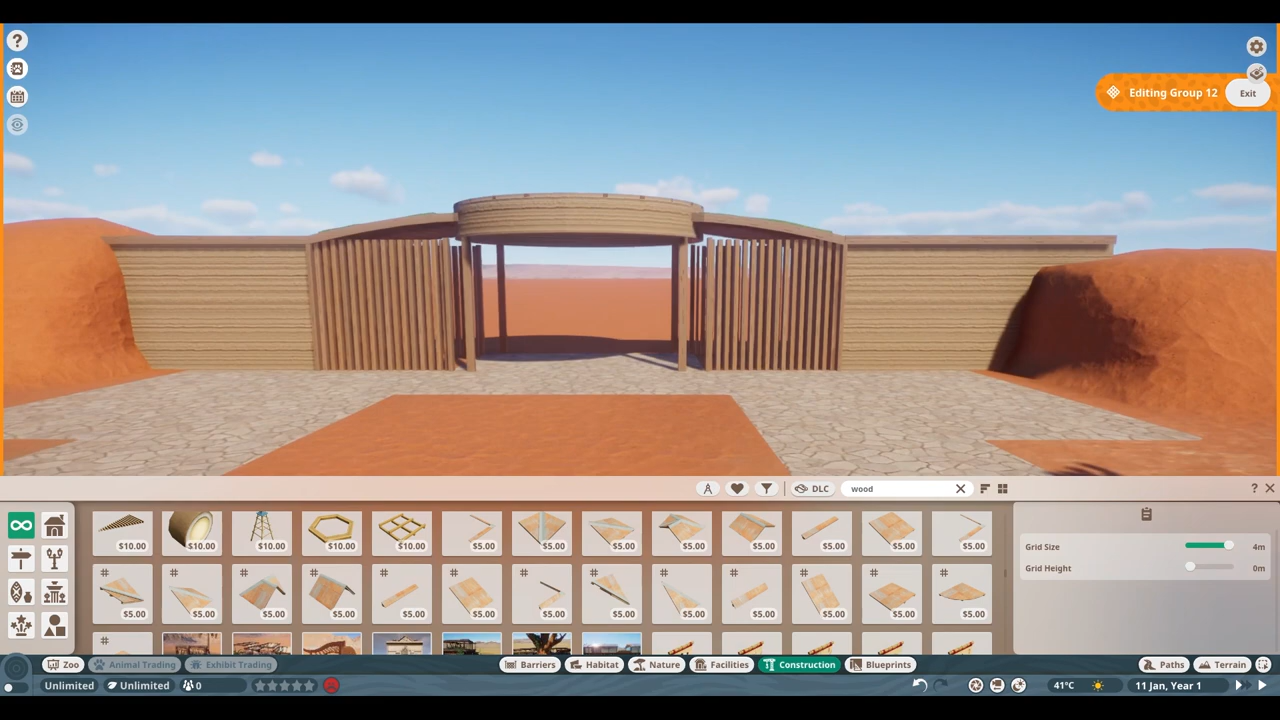 ?
Editing Group 12
Exit
DLC
wood
?
$10.00
$10.00
$10.00
$10.00
$10.00
$5.00
$5.00
$5.00
$5.00
$5.00
$5.00
$5.00
$5.00
Grid Size
4m
Grid Height
0m
#
$5.00
#
$5.00
#
$5.00
#
$5.00
#
$5.00
#
$5.00
#
$5.00
#
$5.00
#
$5.00
#
$5.00
#
$5.00
#
$5.00
#
$5.00
#
Zoo
Animal Trading
Exhibit Trading
Barriers
Habitat
Nature
Facilities
Construction
Blueprints
Paths
Terrain
Unlimited
Unlimited
0
41°C
11 Jan, Year 1